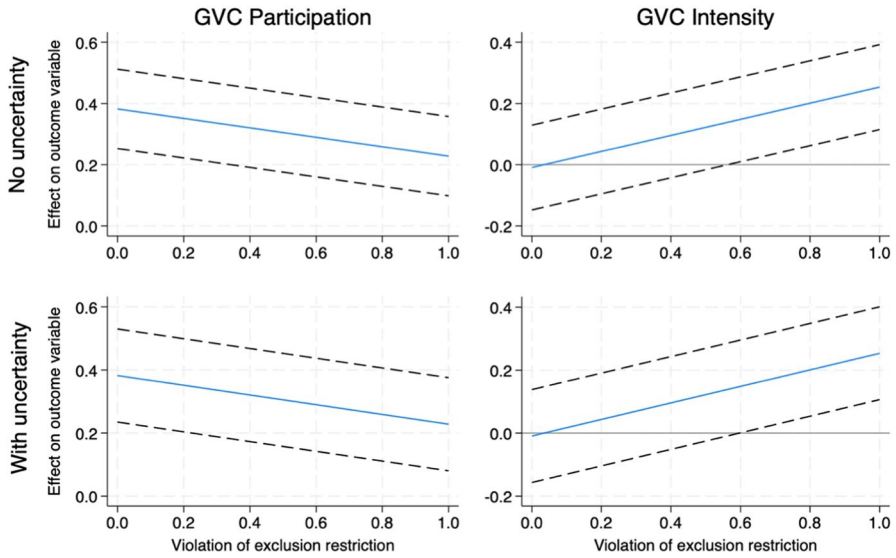 GVC Participation
GVC Intensity
No uncertainty
Effect on outcome variable
0.6
0.4
0.2
0.0
0.0 0.2 0.4 0.6 0.8 1.0
0.4
0.2
0.0
-0.2
0.0 0.2 0.4 0.6 0.8 1.0
With uncertainty
Effect on outcome variable
0.6
0.4
0.2
0.0
0.0 0.2 0.4 0.6 0.8 1.0
Violation of exclusion restriction
0.4
0.2
0.0
-0.2
0.0 0.2 0.4 0.6 0.8 1.0
Violation of exclusion restriction